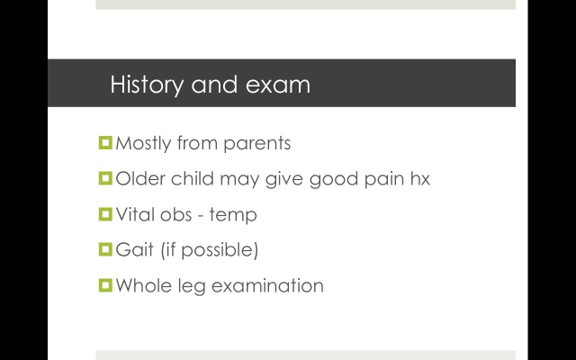 History and exam
Mostly from parents
Older child may give good pain hx
Vital obs - temp
Gait (if possible)
Whole leg examination